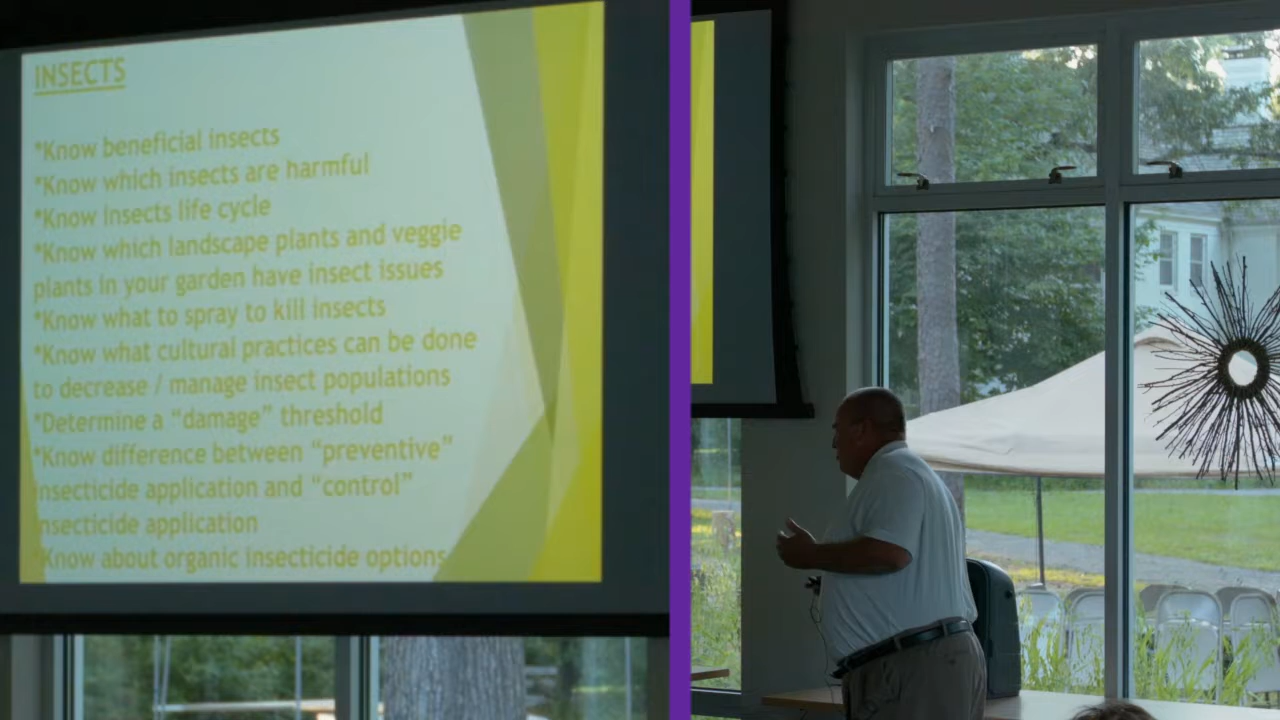 INSECTS
*Know beneficial insects
*Know which insects are harmful
*Know insects life cycle
*Know which landscape plants and veggie
plants in your garden have insect issues
*Know what to spray to kill insects
*Know what cultural practices can be done
to decrease / manage insect populations
*Determine a “damage” threshold
*Know difference between “preventive”
insecticide application and “control”
insecticide application
*Know about organic insecticide options